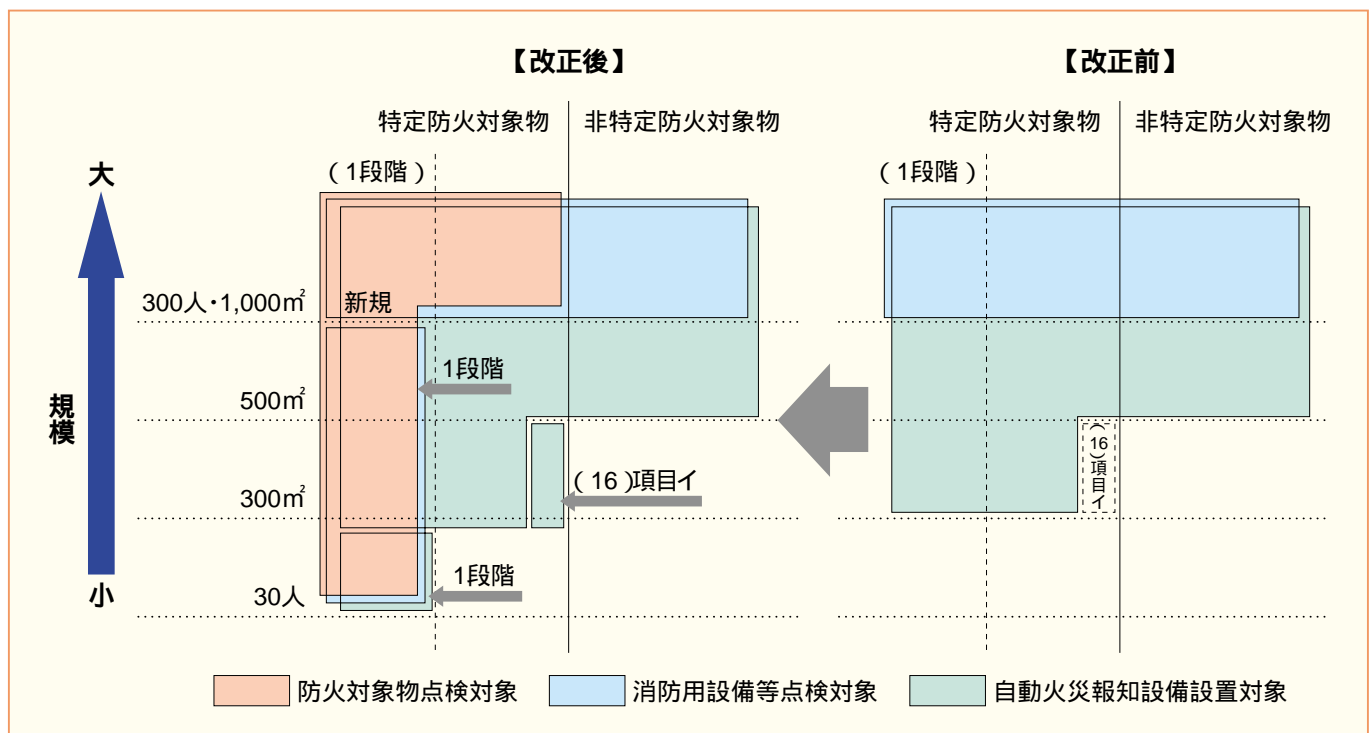 【改正後】
【改正前】
特定防火対象物
非特定防火対象物
特定防火対象物
非特定防火対象物
(1段階)
(1段階)
大
規模
小
300人・1,000㎡
新規
500㎡
300㎡
30人
1段階
(16)項目イ
1段階
(16)項目イ
防火対象物点検対象
消防用設備等点検対象
自動火災報知設備設置対象